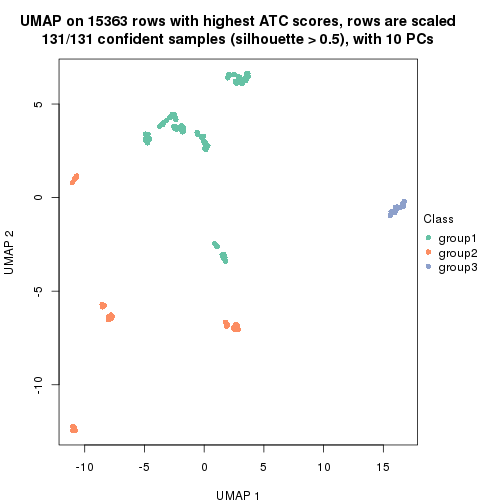 UMAP on 15363 rows with highest ATC scores, rows are scaled
131/131 confident samples (silhouette > 0.5), with 10 PCs
5
0
-5
-10
UMAP 2
-10
-5
0
5
10
15
UMAP 1
Class
group1
group2
group3